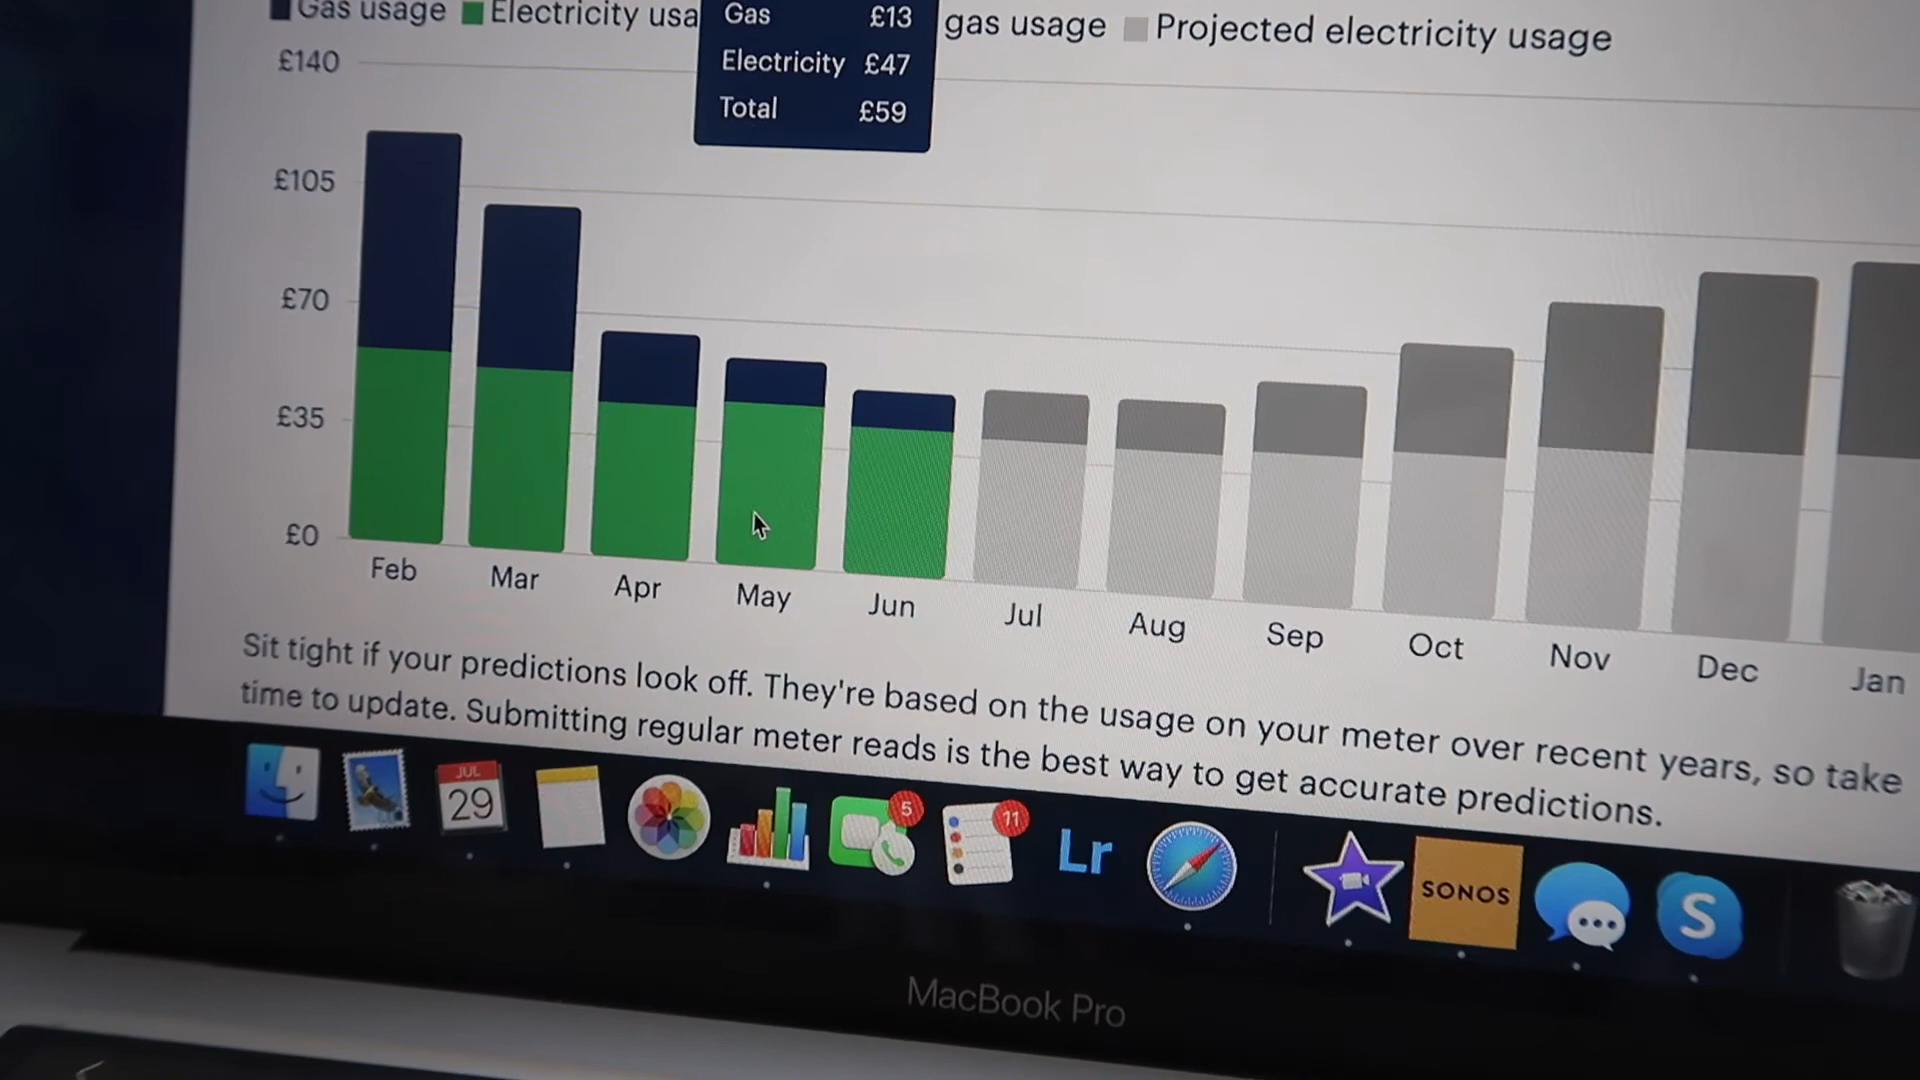 Gas usage Electricity usa gas usage Projected electricity usage
Gas £13
Electricity £47
Total £59
£140
£105
£70
£35
£0
Feb Mar Apr May Jun Jul Aug Sep Oct Nov Dec Jan
Sit tight if your predictions look off. They're based on the usage on your meter over recent years, so take
time to update. Submitting regular meter reads is the best way to get accurate predictions.
JUL
29
5
11
Lr
SONOS
S
MacBook Pro